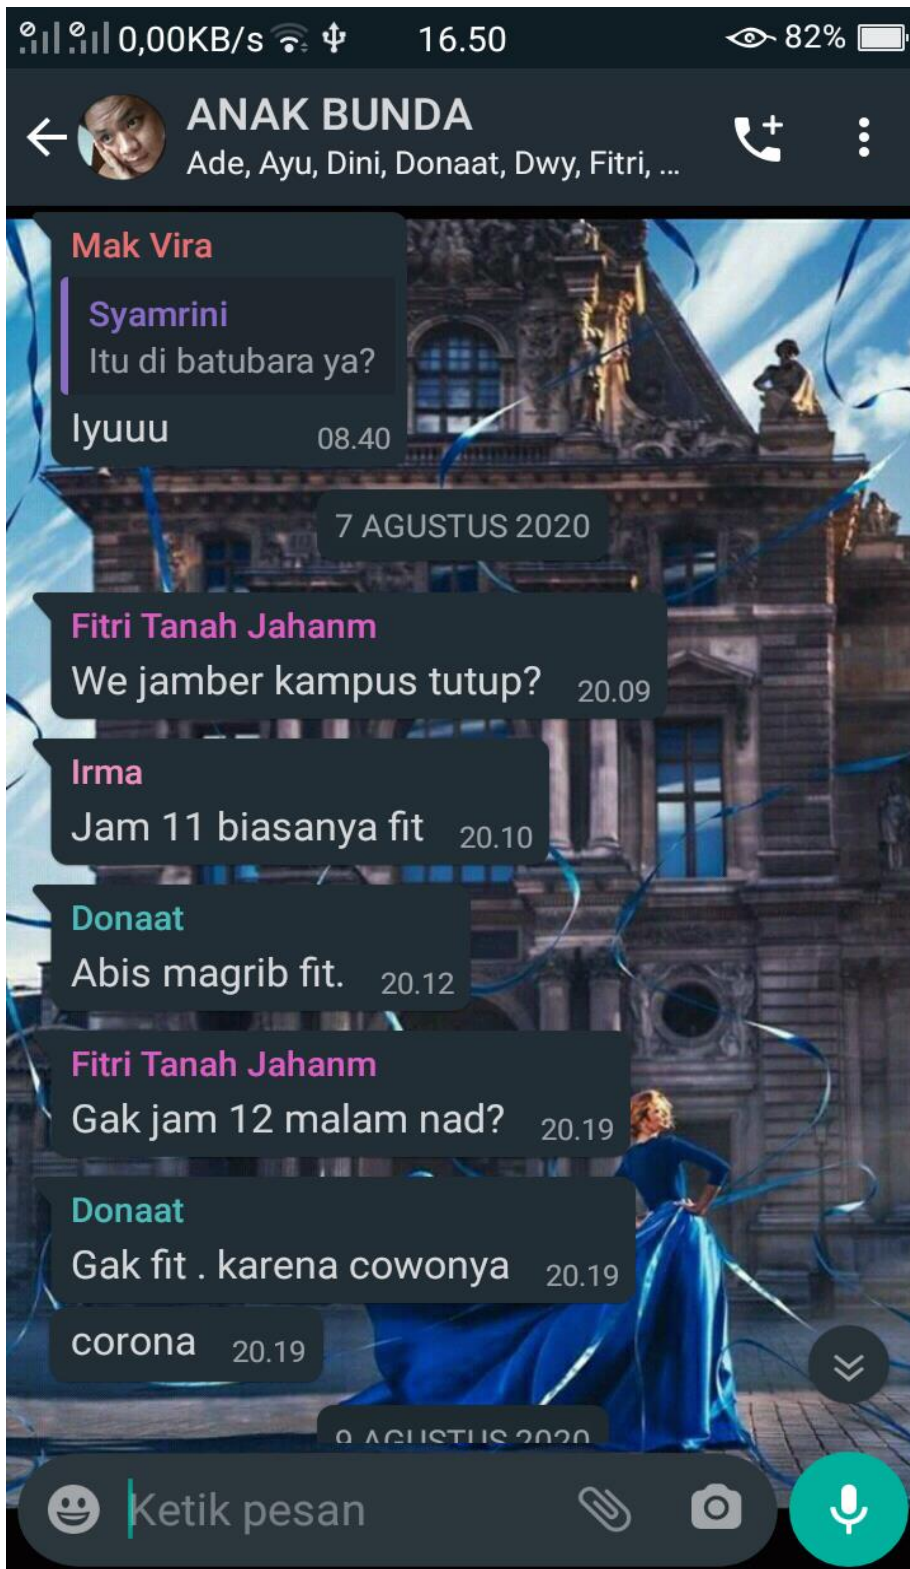 0,00KB/s 16.50 82%
ANAK BUNDA
Ade, Ayu, Dini, Donaat, Dwy, Fitri, ...
Mak Vira
Syamrini
Itu di batubara ya?
Iyuuu 08.40
7 AGUSTUS 2020
Fitri Tanah Jahanm
We jamber kampus tutup? 20.09
Irma
Jam 11 biasanya fit 20.10
Donaat
Abis magrib fit. 20.12
Fitri Tanah Jahanm
Gak jam 12 malam nad? 20.19
Donaat
Gak fit . karena cowonya 20.19
corona 20.19
9 AGUSTUS 2020
Ketik pesan